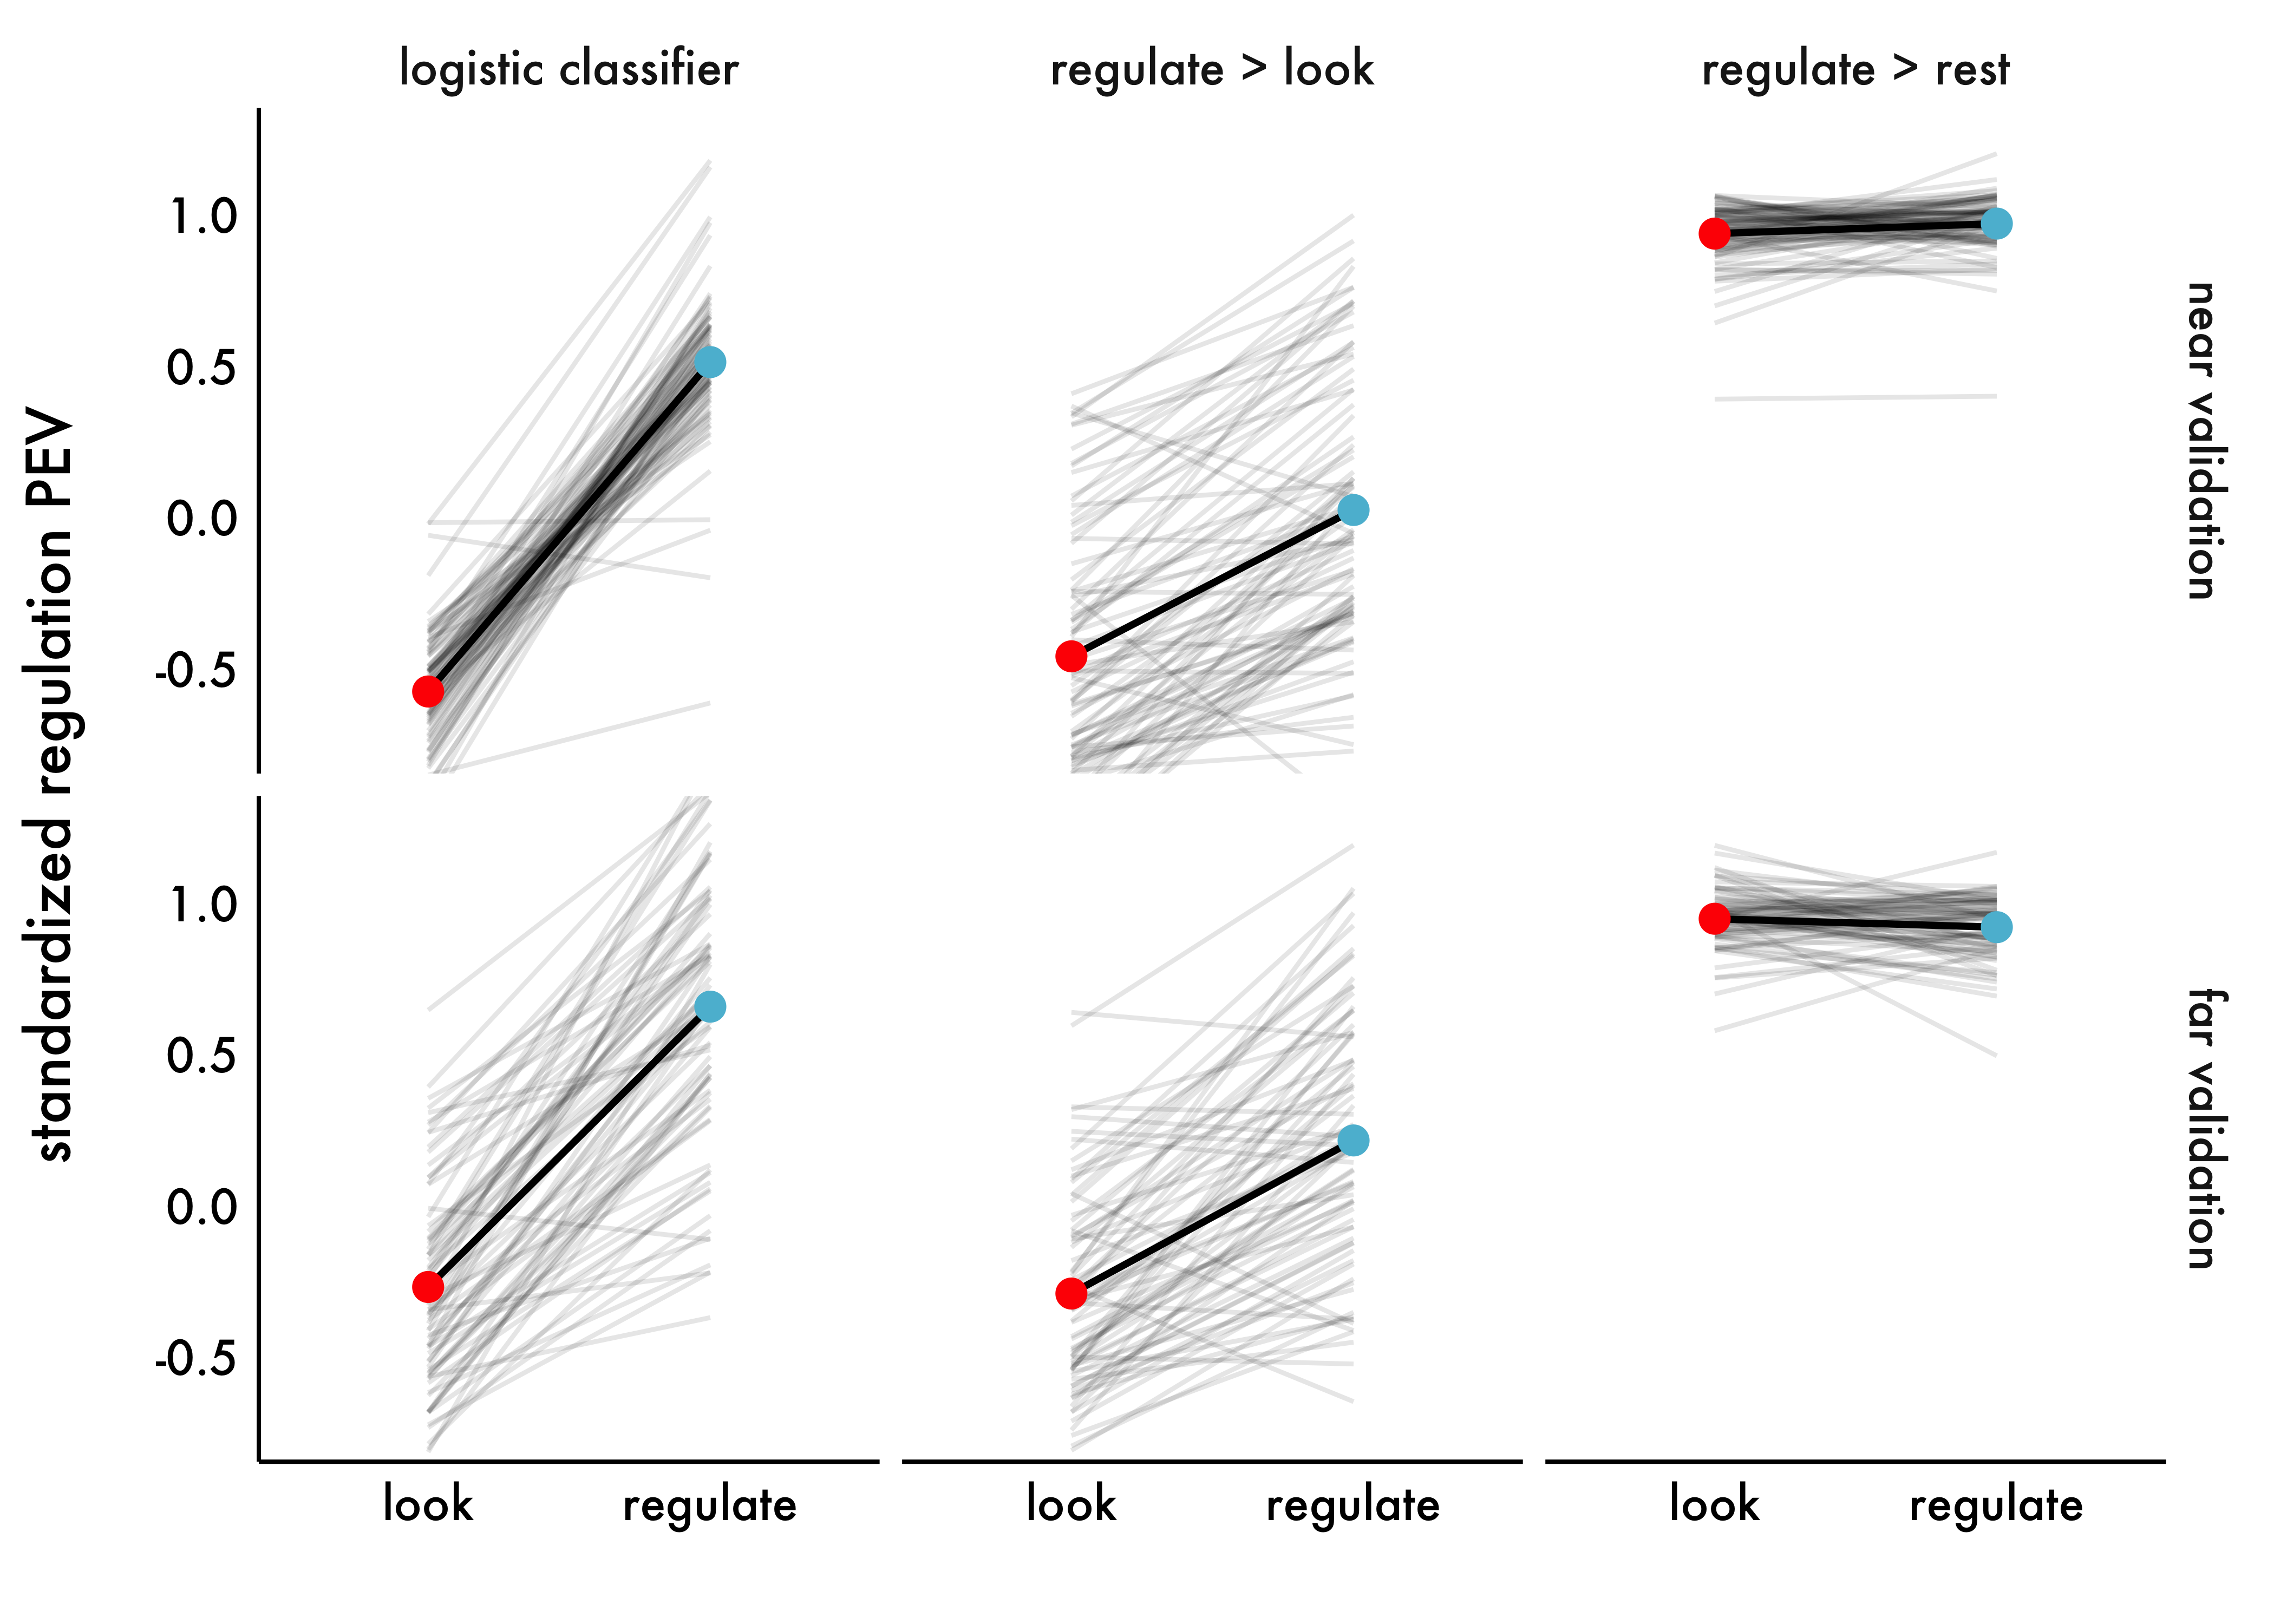 logistic classifier
regulate > look
regulate > rest
standardized regulation PEV
1.0
0.5
0.0
-0.5
near validation
1.0
0.5
0.0
-0.5
far validation
look
regulate
look
regulate
look
regulate